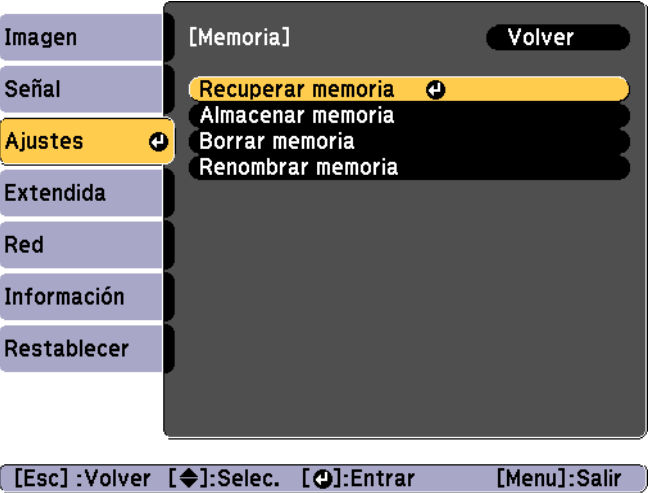 Imagen
Señal
Ajustes
Extendida
Red
Información
Restablecer
[Memoria] Volver
Recuperar memoria
Almacenar memoria
Borrar memoria
Renombrar memoria
[Esc] :Volver [◆]:Selec. [↵]:Entrar [Menu]:Salir